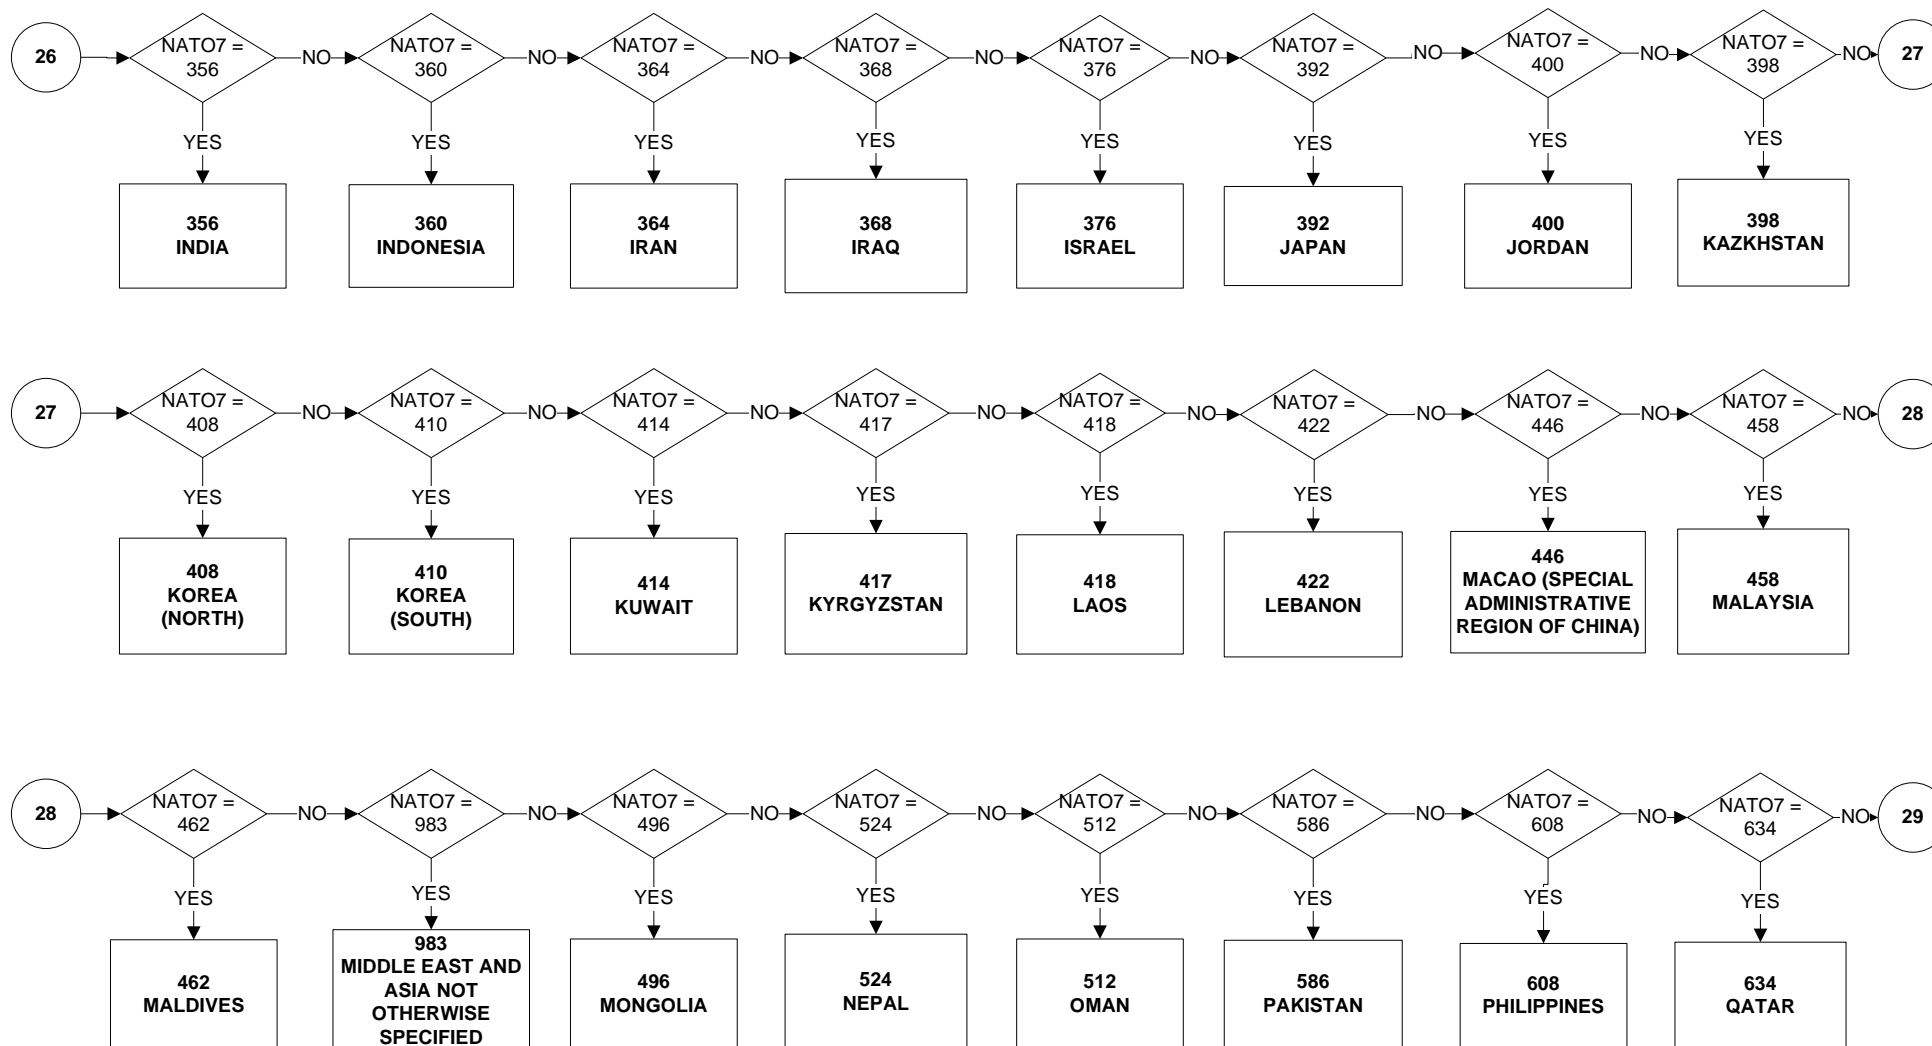 26
NATO7 =
356
NO
NATO7 =
360
NO
NATO7 =
364
NO
NATO7 =
368
NO
NATO7 =
376
NO
NATO7 =
392
NO
NATO7 =
400
NO
NATO7 =
398
NO
27
YES
YES
YES
YES
YES
YES
YES
YES
356
INDIA
360
INDONESIA
364
IRAN
368
IRAQ
376
ISRAEL
392
JAPAN
400
JORDAN
398
KAZKHSTAN
27
NATO7 =
408
NO
NATO7 =
410
NO
NATO7 =
414
NO
NATO7 =
417
NO
NATO7 =
418
NO
NATO7 =
422
NO
NATO7 =
446
NO
NATO7 =
458
NO
28
YES
YES
YES
YES
YES
YES
YES
YES
408
KOREA
(NORTH)
410
KOREA
(SOUTH)
414
KUWAIT
417
KYRGYZSTAN
418
LAOS
422
LEBANON
446
MACAO (SPECIAL
ADMINISTRATIVE
REGION OF CHINA)
458
MALAYSIA
28
NATO7 =
462
NO
NATO7 =
983
NO
NATO7 =
496
NO
NATO7 =
524
NO
NATO7 =
512
NO
NATO7 =
586
NO
NATO7 =
608
NO
NATO7 =
634
NO
29
YES
YES
YES
YES
YES
YES
YES
YES
462
MALDIVES
983
MIDDLE EAST AND
ASIA NOT
OTHERWISE
SPECIFIED
496
MONGOLIA
524
NEPAL
512
OMAN
586
PAKISTAN
608
PHILIPPINES
634
QATAR